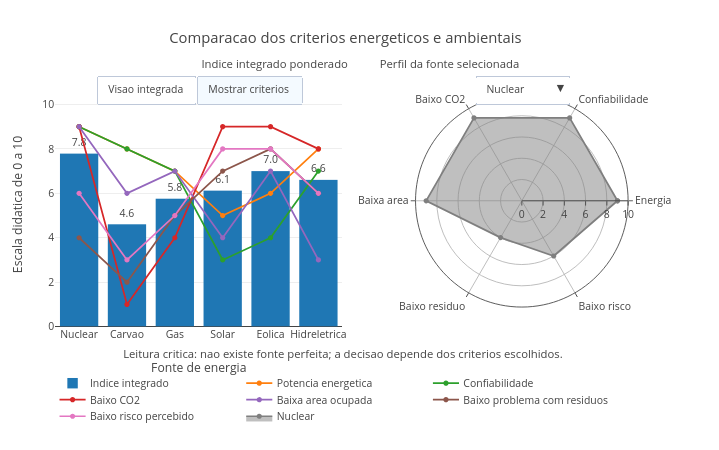 Comparacao dos criterios energeticos e ambientais
Indice integrado ponderado
Perfil da fonte selecionada
Visao integrada
Mostrar criterios
Nuclear ▼
Escala didatica de 0 a 10
10
8
6
4
2
0
7.8
4.6
5.8
6.1
7.0
6.6
Nuclear Carvao Gas Solar Eolica Hidreletrica
Fonte de energia
Baixo CO2
Confiabilidade
Baixa area
Energia
0 2 4 6 8 10
Baixo residuo
Baixo risco
Leitura critica: nao existe fonte perfeita; a decisao depende dos criterios escolhidos.
Indice integrado
Potencia energetica
Confiabilidade
Baixo CO2
Baixa area ocupada
Baixo problema com residuos
Baixo risco percebido
Nuclear